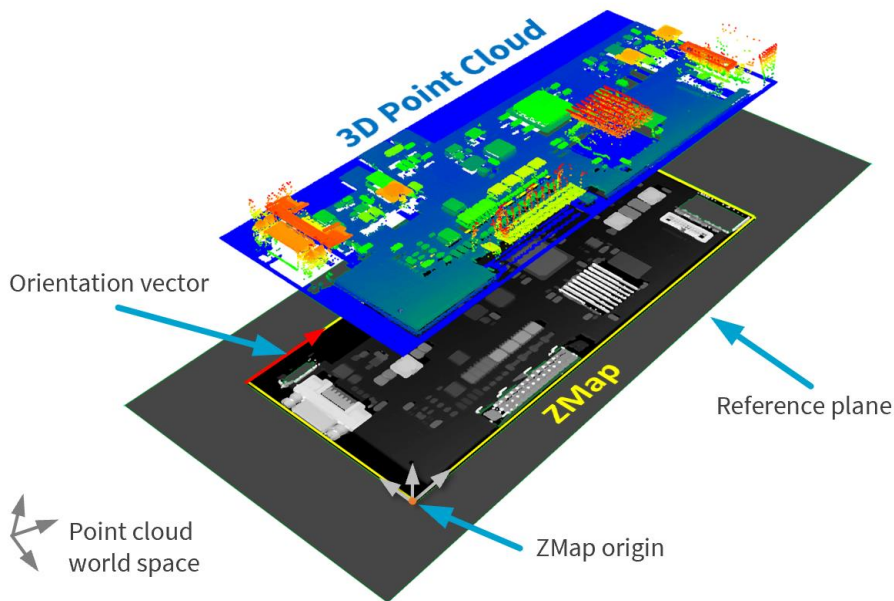 3D Point Cloud
Orientation vector
ZMap
Reference plane
Point cloud
world space
ZMap origin